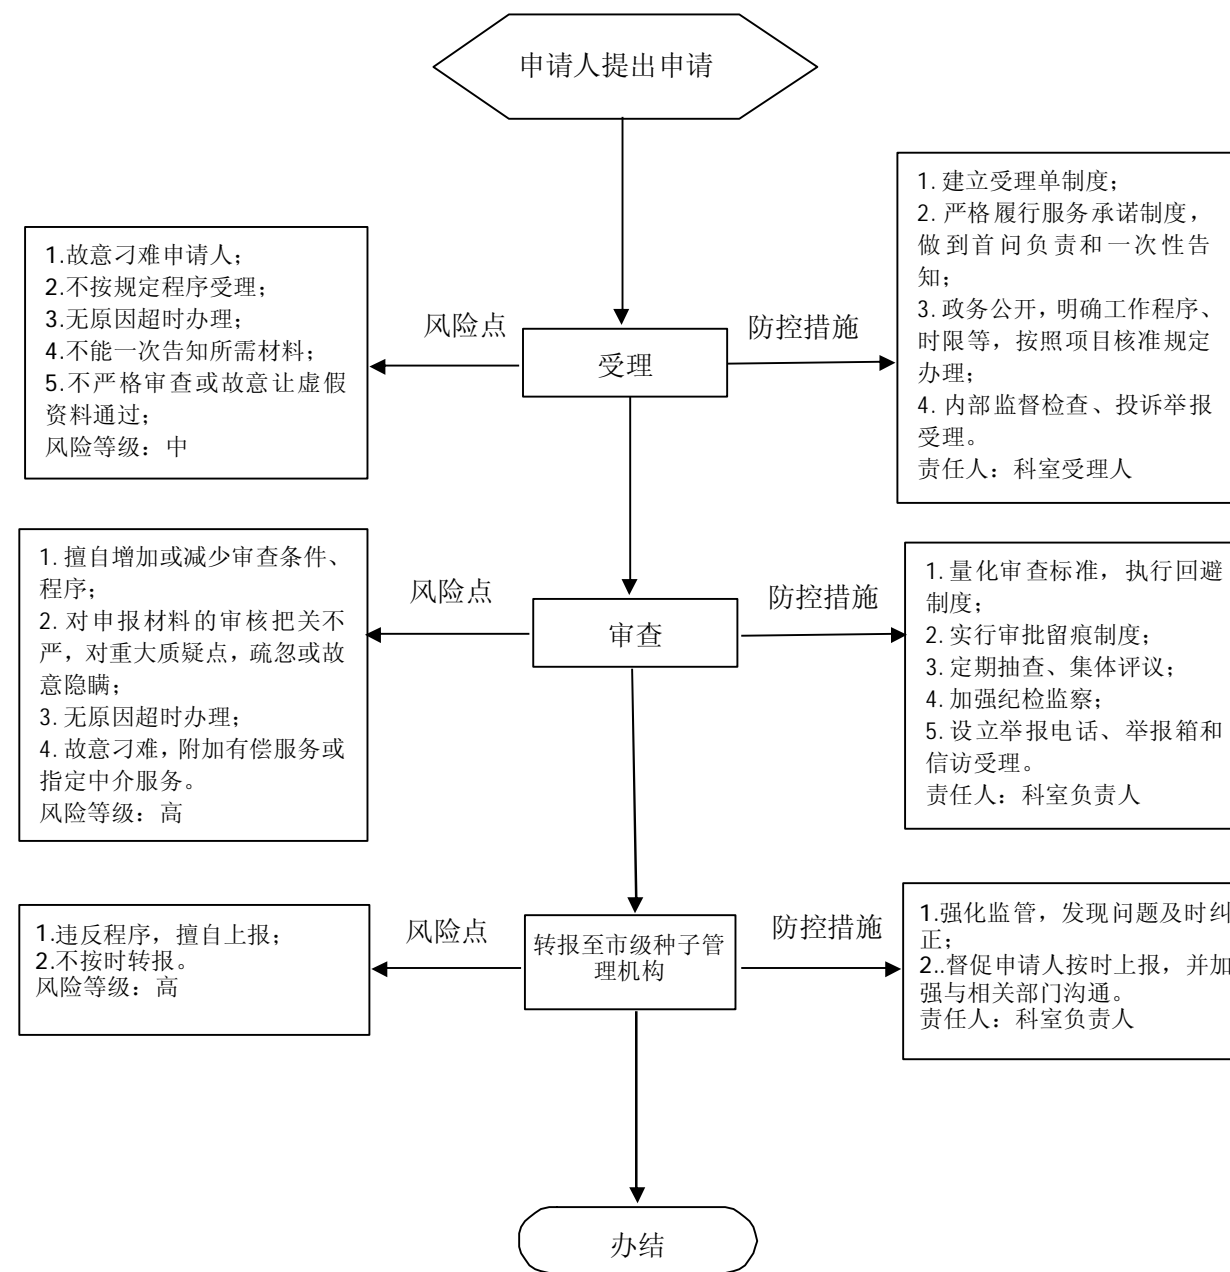 申请人提出申请
1.故意刁难申请人；
2.不按规定程序受理；
3.无原因超时办理；
4.不能一次告知所需材料；
5.不严格审查或故意让虚假
资料通过；
风险等级：中
风险点
受理
防控措施
1.建立受理单制度；
2.严格履行服务承诺制度，
做到首问负责和一次性告
知；
3.政务公开，明确工作程序、
时限等，按照项目核准规定
办理；
4.内部监督检查、投诉举报
受理。
责任人：科室受理人
1.擅自增加或减少审查条件、
程序；
2.对申报材料的审核把关不
严，对重大质疑点，疏忽或故
意隐瞒；
3.无原因超时办理；
4.故意刁难，附加有偿服务或
指定中介服务。
风险等级：高
风险点
审查
防控措施
1.量化审查标准，执行回避
制度；
2.实行审批留痕制度；
3.定期抽查、集体评议；
4.加强纪检监察；
5.设立举报电话、举报箱和
信访受理。
责任人：科室负责人
1.违反程序，擅自上报；
2.不按时转报。
风险等级：高
风险点
转报至市级种子管
理机构
防控措施
1.强化监管，发现问题及时纠
正；
2..督促申请人按时上报，并加
强与相关部门沟通。
责任人：科室负责人
办结